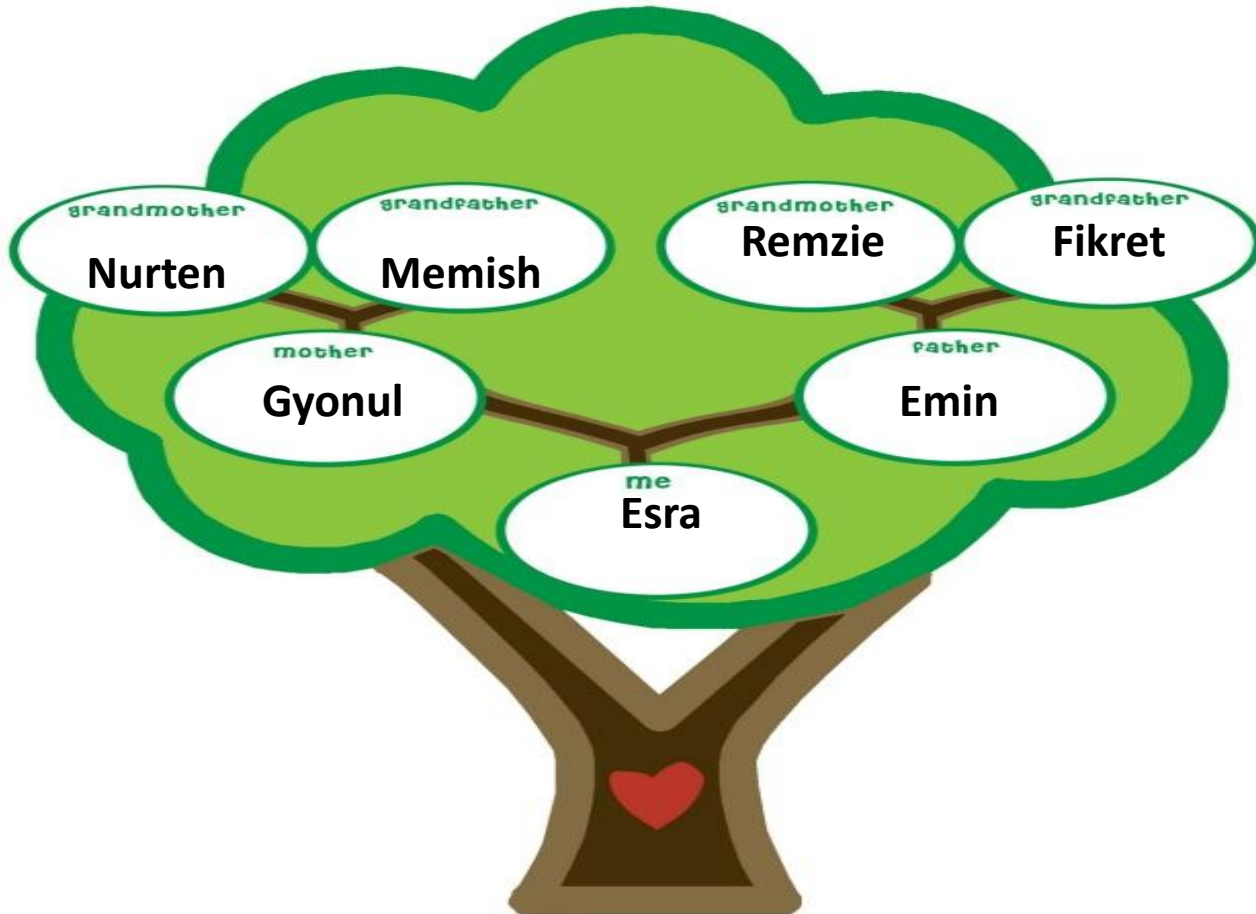 grandmother
Nurten
grandfather
Memish
grandmother
Remzie
grandfather
Fikret
mother
Gyonul
father
Emin
me
Esra